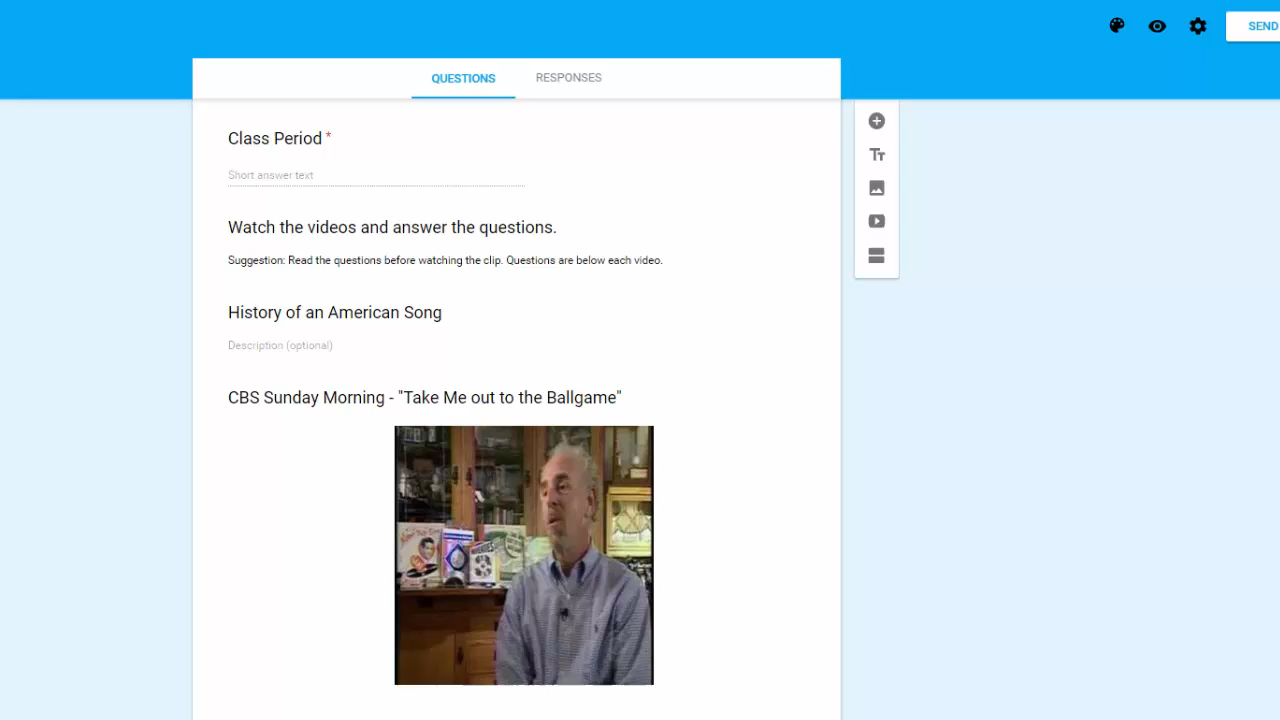 SEND
QUESTIONS RESPONSES
Class Period *
Short answer text
Watch the videos and answer the questions.
Suggestion: Read the questions before watching the clip. Questions are below each video.
History of an American Song
Description (optional)
CBS Sunday Morning - "Take Me out to the Ballgame"